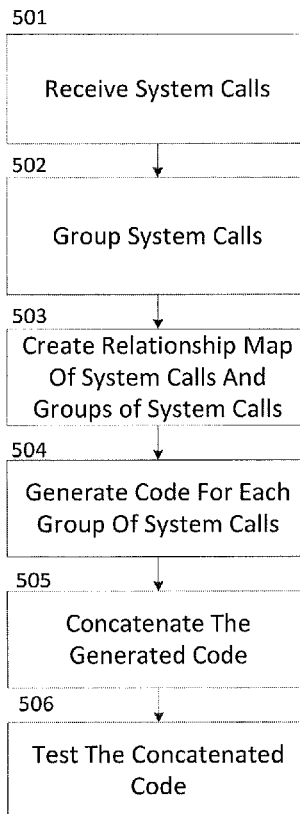 501
Receive System Calls
502
Group System Calls
503
Create Relationship Map
Of System Calls And
Groups of System Calls
504
Generate Code For Each
Group Of System Calls
505
Concatenate The
Generated Code
506
Test The Concatenated
Code